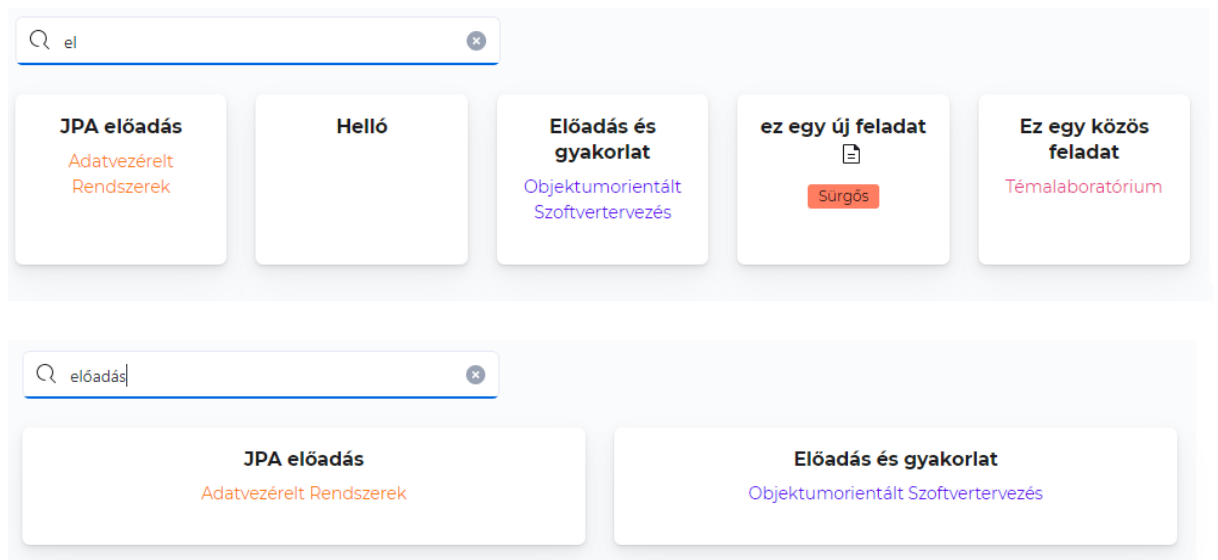 el
JPA előadás
Adatvezérelt
Rendszerek
Helló
Előadás és
gyakorlat
Objektumorientált
Szoftvertervezés
ez egy új feladat
Sürgős
Ez egy közös
feladat
Témalaboratórium
előadás
JPA előadás
Adatvezérelt Rendszerek
Előadás és gyakorlat
Objektumorientált Szoftvertervezés